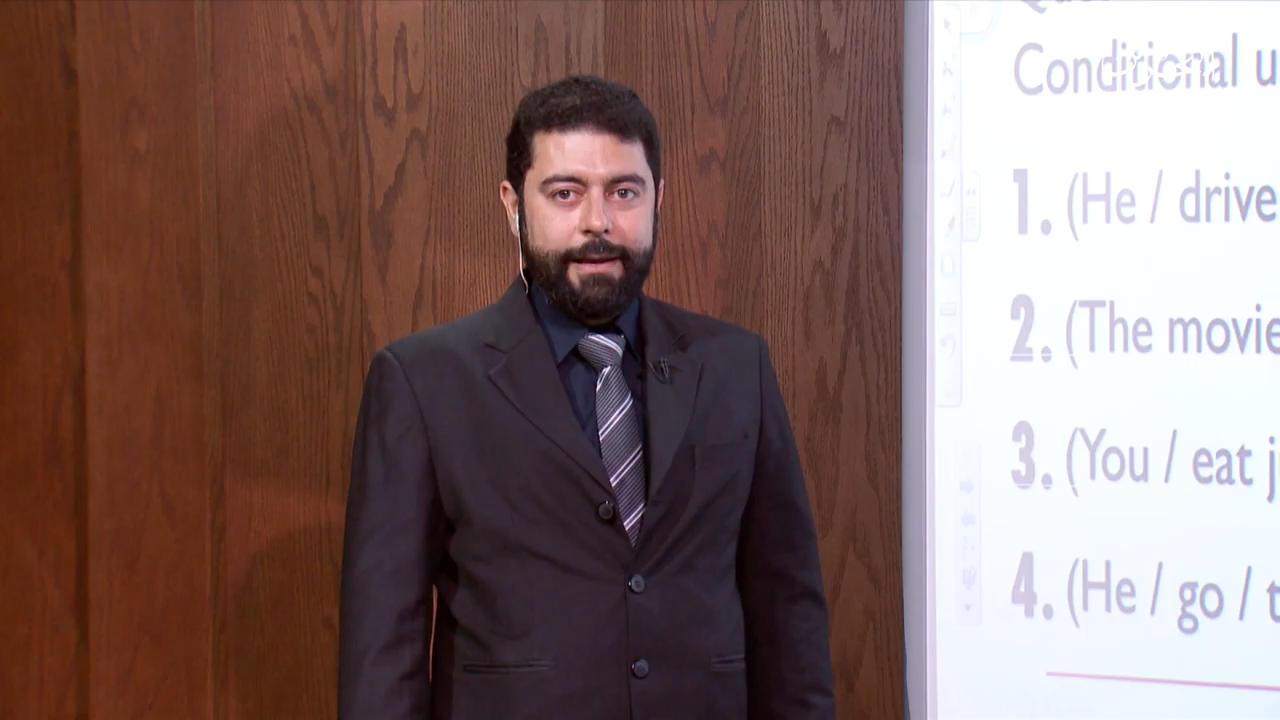 Conditional u
1. (He / drive
2. (The movie
3. (You / eat j
4. (He / go / t